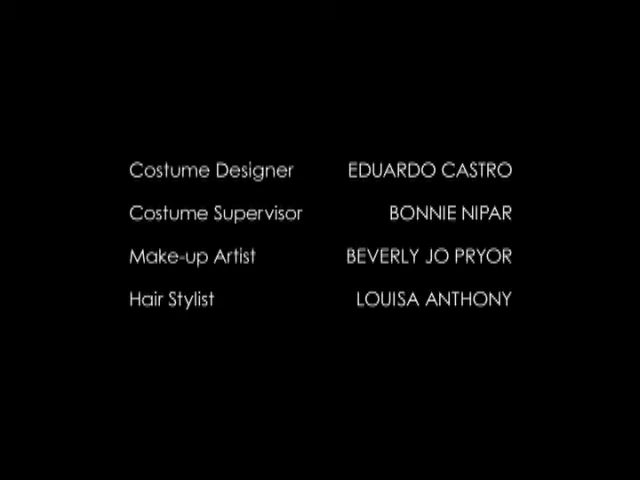 Costume Designer EDUARDO CASTRO
Costume Supervisor BONNIE NIPAR
Make-up Artist BEVERLY JO PRYOR
Hair Stylist LOUISA ANTHONY